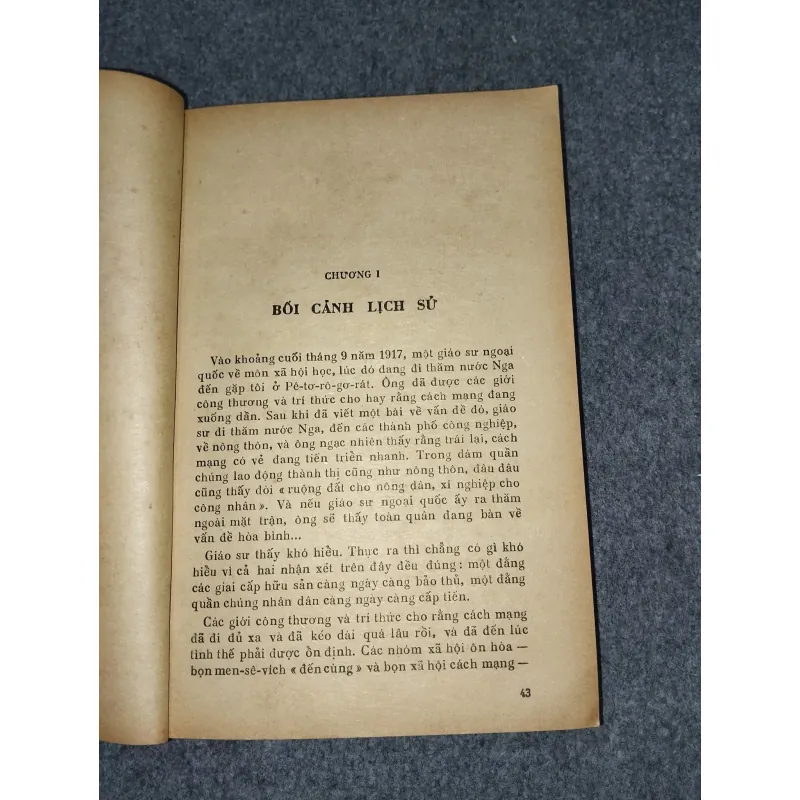 CHƯƠNG I
BỐI CẢNH LỊCH SỬ
Vào khoảng cuối tháng 9 năm 1917, một giáo sư ngoại
quốc về môn xã hội học, lúc đó đang đi thăm nước Nga
đến gặp tôi ở Pê-tơ-rô-gơ-rát. Ông đã được các giới
công thương và trí thức cho hay rằng cách mạng đang
xuống dần. Sau khi đã viết một bài về vấn đề đó, giáo
sư đi thăm nước Nga, đến các thành phố công nghiệp,
về nông thôn, và ông ngạc nhiên thấy rằng trái lại, cách
mạng có vẻ đang tiến triển nhanh. Trong đám quần
chúng lao động thành thị cũng như nông thôn, đâu đâu
cũng thấy đòi « ruộng đất cho nông dân, xí nghiệp cho
công nhân». Và nếu giáo sư ngoại quốc ấy ra thăm
ngoài mặt trận, ông sẽ thấy toàn quân đang bàn về
vấn đề hòa bình...
Giáo sư thấy khó hiểu. Thực ra thì chẳng có gì khó
hiểu vì cả hai nhận xét trên đây đều đúng: một đằng
các giai cấp hữu sản càng ngày càng bảo thủ, một đằng
quần chúng nhân dân càng ngày càng cấp tiến.
Các giới công thương và trí thức cho rằng cách mạng
đã đi đủ xa và đã kéo dài quá lâu rồi, và đã đến lúc
tình thế phải được ổn định. Các nhóm xã hội ôn hòa —
bọn men-sê-vích « đến cùng » và bọn xã hội cách mạng —
43